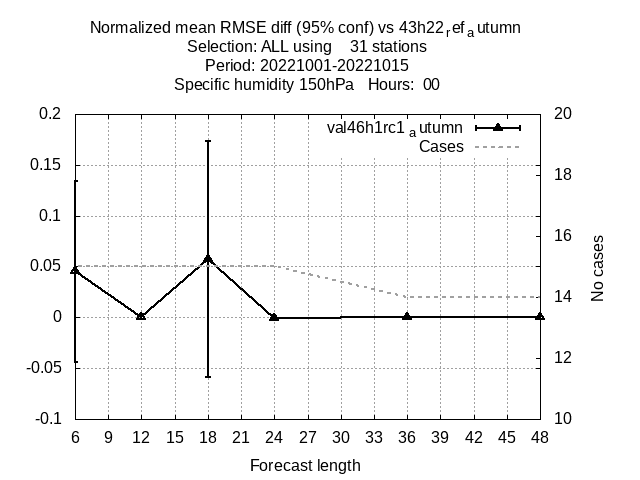 Normalized mean RMSE diff (95% conf) vs 43h22refautumn
Selection: ALL using 31 stations
Period: 20221001-20221015
Specific humidity 150hPa Hours: 00
val46h1rc1autumn
Cases
0.2
0.15
0.1
0.05
0
-0.05
-0.1
20
18
16
14
12
10
No cases
6 9 12 15 18 21 24 27 30 33 36 39 42 45 48
Forecast length